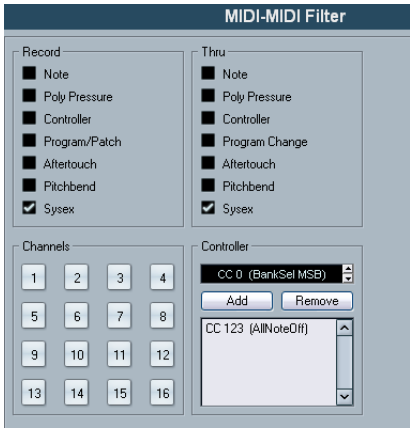 MIDI-MIDI Filter
Record
Note
Poly Pressure
Controller
Program/Patch
Aftertouch
Pitchbend
Sysex
Thru
Note
Poly Pressure
Controller
Program Change
Aftertouch
Pitchbend
Sysex
Channels
1 2 3 4
5 6 7 8
9 10 11 12
13 14 15 16
Controller
CC 0 (BankSel MSB)
Add Remove
CC 123 (AllNoteOff)